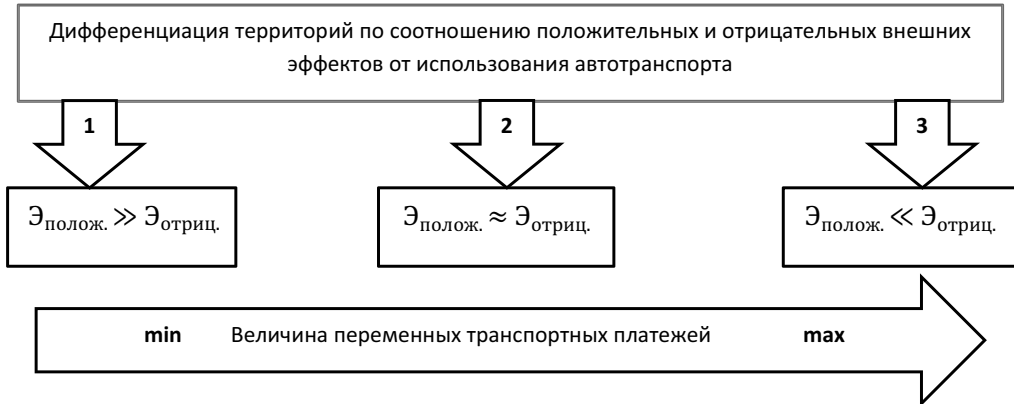 Дифференциация территорий по соотношению положительных и отрицательных внешних
эффектов от использования автотранспорта
1
2
3
Эполож. ≫ Эотриц.
Эполож. ≈ Эотриц.
Эполож. ≪ Эотриц.
min Величина переменных транспортных платежей max